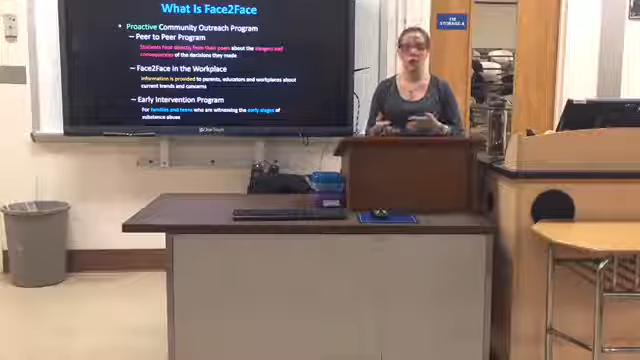 What Is Face2Face
• Proactive Community Outreach Program
– Peer to Peer Program
Students hear directly from their peers about the dangers and
consequences of the decisions they made
– Face2Face in the Workplace
Information is provided to parents, educators and workplaces about
current trends and concerns
– Early Intervention Program
For families and teens who are witnessing the early stages of
substance abuse
STORAGE A